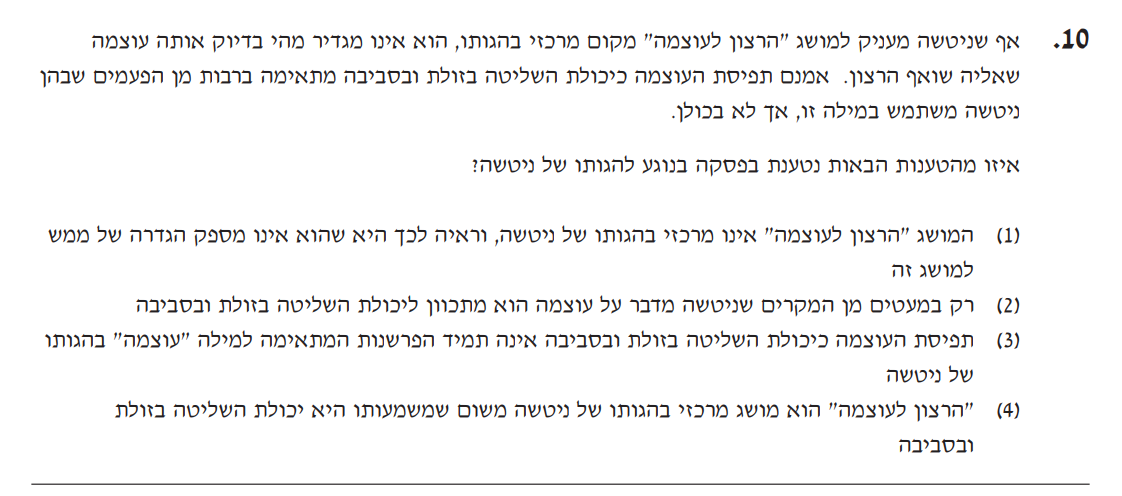 10. אף שניטשה מעניק למושג "הרצון לעוצמה" מקום מרכזי בהגותו, הוא אינו מגדיר מהי בדיוק אותה עוצמה
שאליה שואף הרצון. אמנם תפיסת העוצמה כיכולת השליטה בזולת ובסביבה מתאימה ברבות מן הפעמים שבהן
ניטשה משתמש במילה זו, אך לא בכולן.
איזו מהטענות הבאות נטענת בפסקה בנוגע להגותו של ניטשה?
(1) המושג "הרצון לעוצמה" אינו מרכזי בהגותו של ניטשה, וראיה לכך היא שהוא אינו מספק הגדרה של ממש
למושג זה
(2) רק במעטים מן המקרים שניטשה מדבר על עוצמה הוא מתכוון ליכולת השליטה בזולת ובסביבה
(3) תפיסת העוצמה כיכולת השליטה בזולת ובסביבה אינה תמיד הפרשנות המתאימה למילה "עוצמה" בהגותו
של ניטשה
(4) "הרצון לעוצמה" הוא מושג מרכזי בהגותו של ניטשה משום שמשמעותו היא יכולת השליטה בזולת
ובסביבה